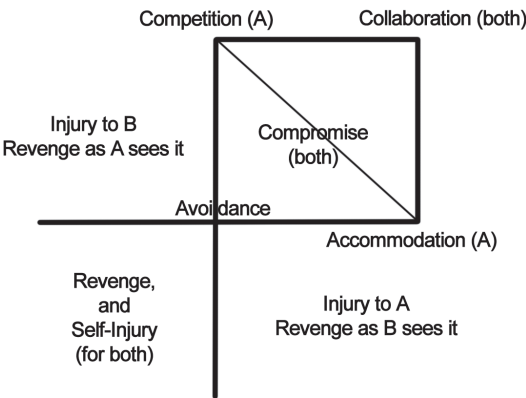 Competition (A)
Collaboration (both)
Injury to B
Revenge as A sees it
Compromise
(both)
Avoidance
Accommodation (A)
Revenge,
and
Self-Injury
(for both)
Injury to A
Revenge as B sees it